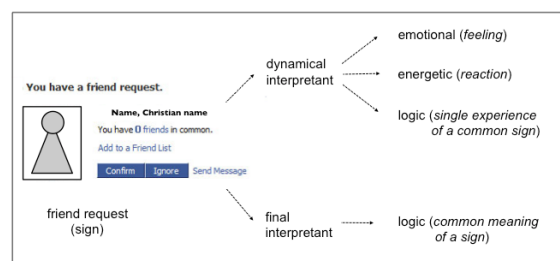 You have a friend request.
Name, Christian name
You have 0 friends in common.
Add to a Friend List
Confirm Ignore Send Message
friend request
(sign)
dynamical
interpretant
emotional (feeling)
energetic (reaction)
logic (single experience
of a common sign)
final
interpretant
logic (common meaning
of a sign)